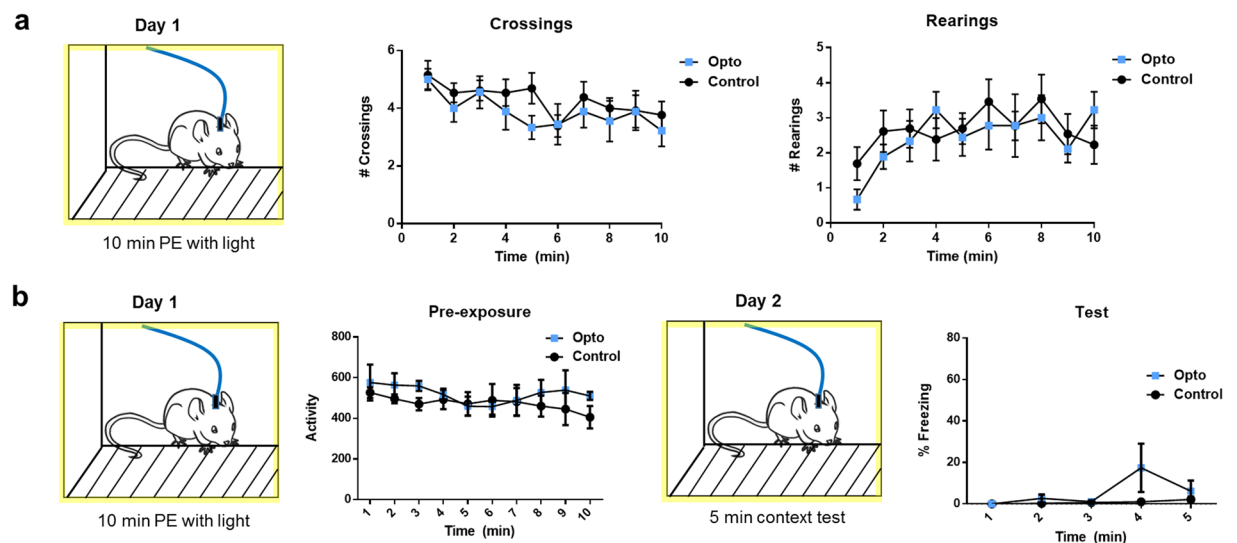 a
Day 1
10 min PE with light
Crossings
# Crossings
6
4
2
0
0 2 4 6 8 10
Time (min)
Opto
Control
Rearings
# Rearings
5
4
3
2
1
0
0 2 4 6 8 10
Time (min)
Opto
Control
b
Day 1
10 min PE with light
Pre-exposure
Activity
800
600
400
200
0
1 2 3 4 5 6 7 8 9 10
Time (min)
Opto
Control
Day 2
5 min context test
Test
% Freezing
80
60
40
20
0
1 2 3 4 5
Time (min)
Opto
Control